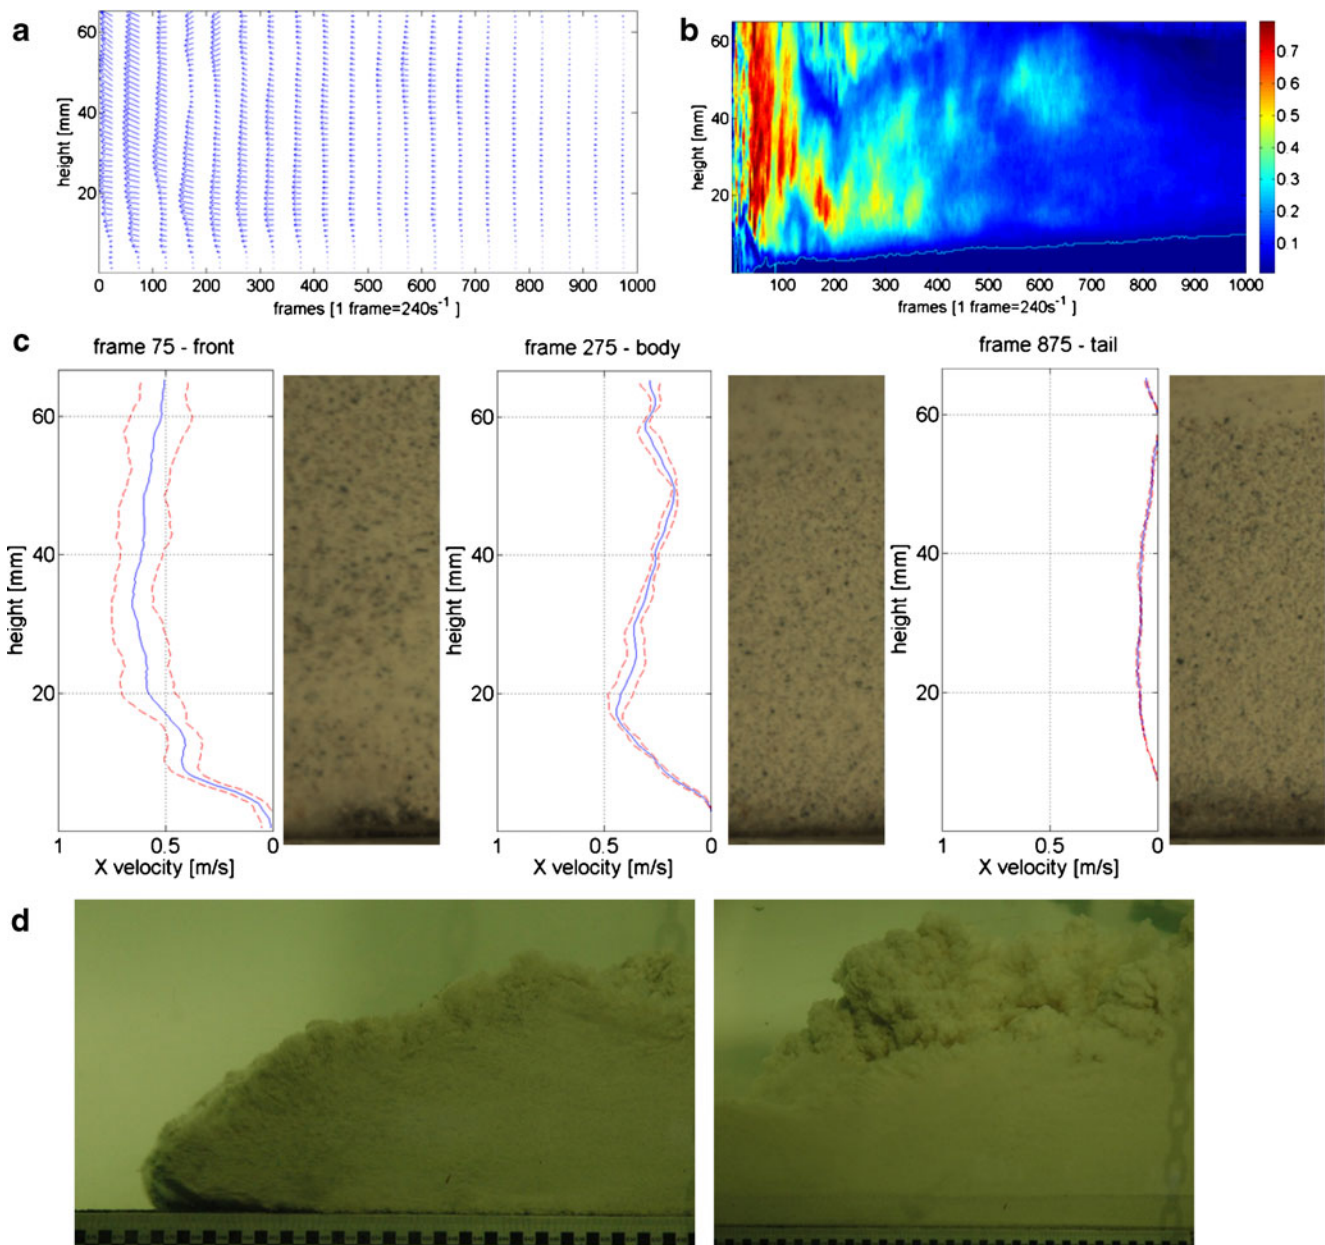 a
height [mm]
60
40
20
0 100 200 300 400 500 600 700 800 900 1000
frames [1 frame=240s⁻¹ ]
b
height [mm]
60
40
20
100 200 300 400 500 600 700 800 900 1000
frames [1 frame=240s⁻¹ ]
0.7
0.6
0.5
0.4
0.3
0.2
0.1
c
frame 75 - front
height [mm]
60
40
20
1 0.5 0
X velocity [m/s]
frame 275 - body
height [mm]
60
40
20
1 0.5 0
X velocity [m/s]
frame 875 - tail
height [mm]
60
40
20
1 0.5 0
X velocity [m/s]
d